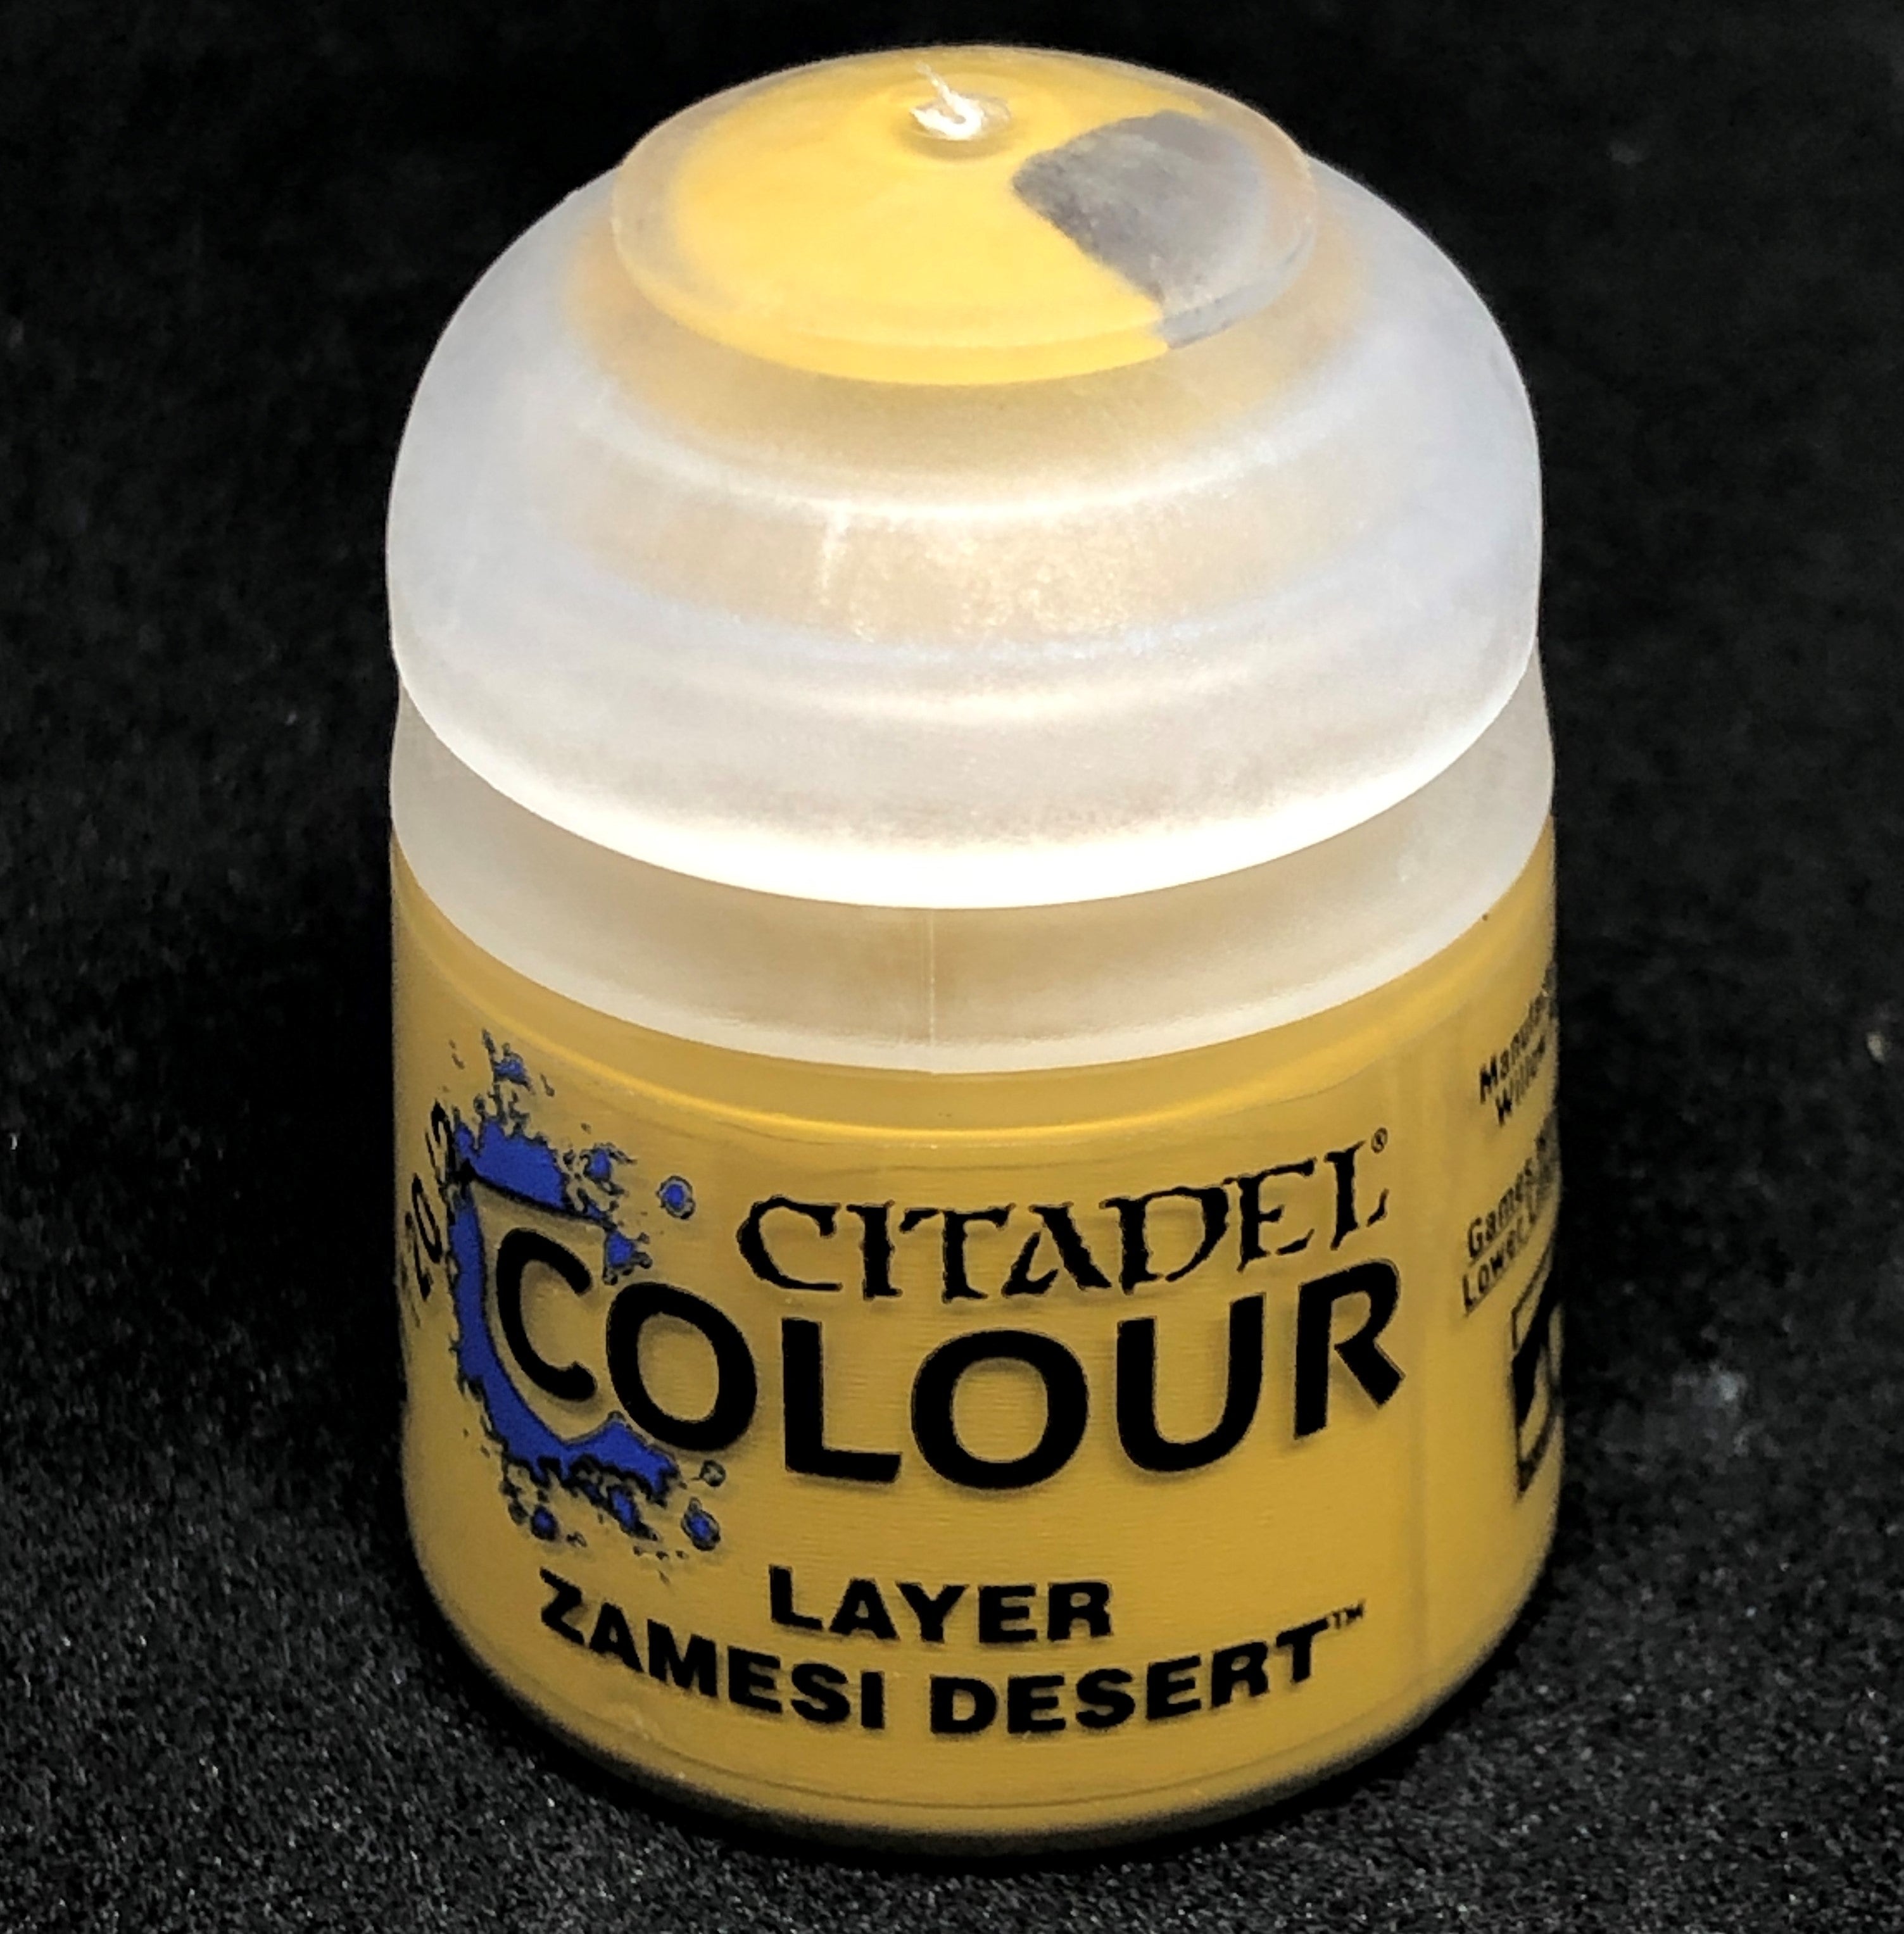 CITADEL®
COLOUR
LAYER
ZAMESI DESERT™